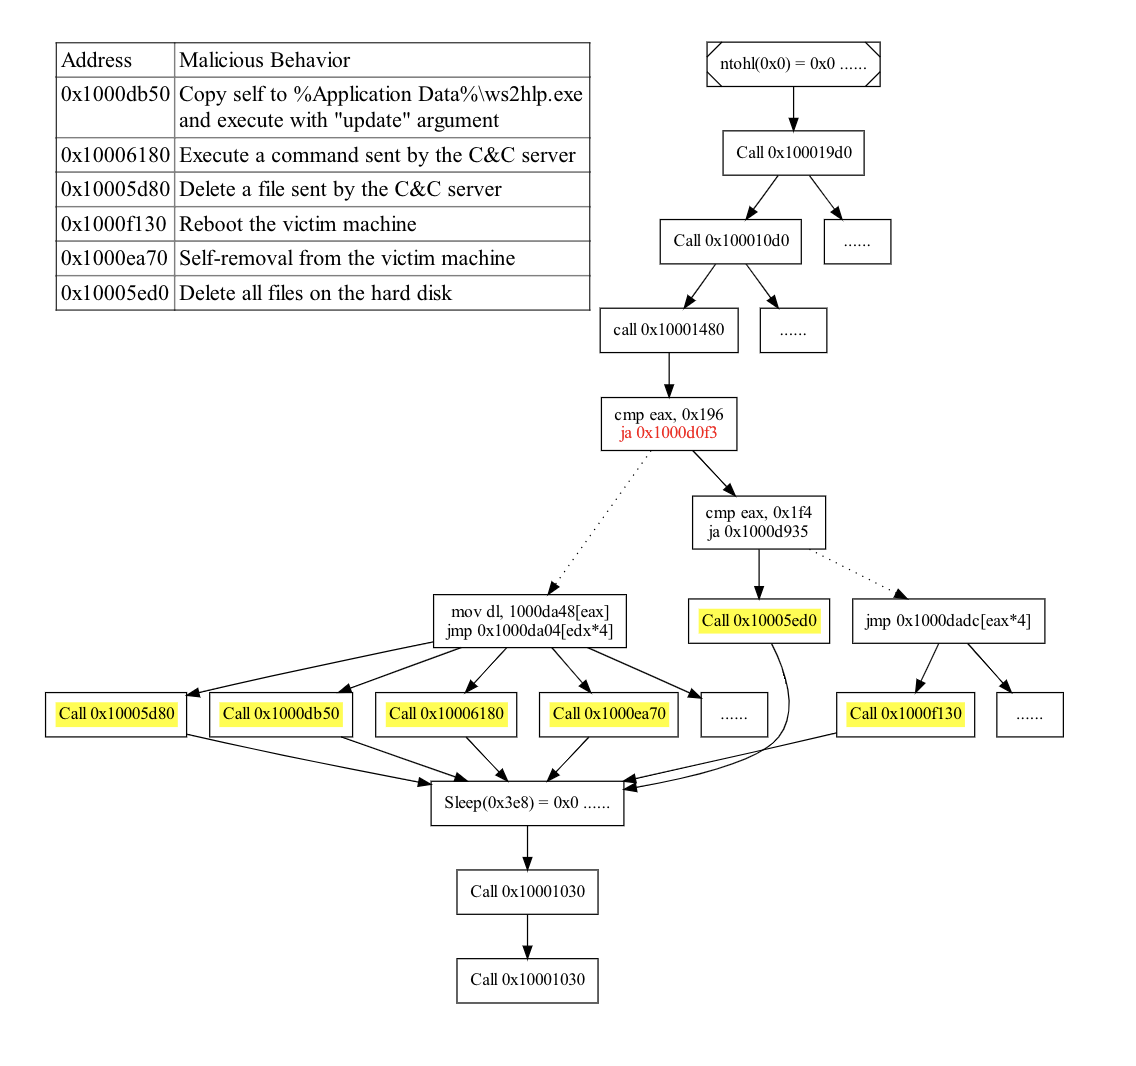 Address Malicious Behavior
0x1000db50 Copy self to %Application Data%\ws2hlp.exe
and execute with "update" argument
0x10006180 Execute a command sent by the C&C server
0x10005d80 Delete a file sent by the C&C server
0x1000f130 Reboot the victim machine
0x1000ea70 Self-removal from the victim machine
0x10005ed0 Delete all files on the hard disk
ntohl(0x0) = 0x0 ......
Call 0x100019d0
Call 0x100010d0
......
call 0x10001480
......
cmp eax, 0x196
ja 0x1000d0f3
cmp eax, 0x1f4
ja 0x1000d935
mov dl, 1000da48[eax]
jmp 0x1000da04[edx*4]
Call 0x10005ed0
jmp 0x1000dadc[eax*4]
Call 0x10005d80
Call 0x1000db50
Call 0x10006180
Call 0x1000ea70
......
Call 0x1000f130
......
Sleep(0x3e8) = 0x0 ......
Call 0x10001030
Call 0x10001030